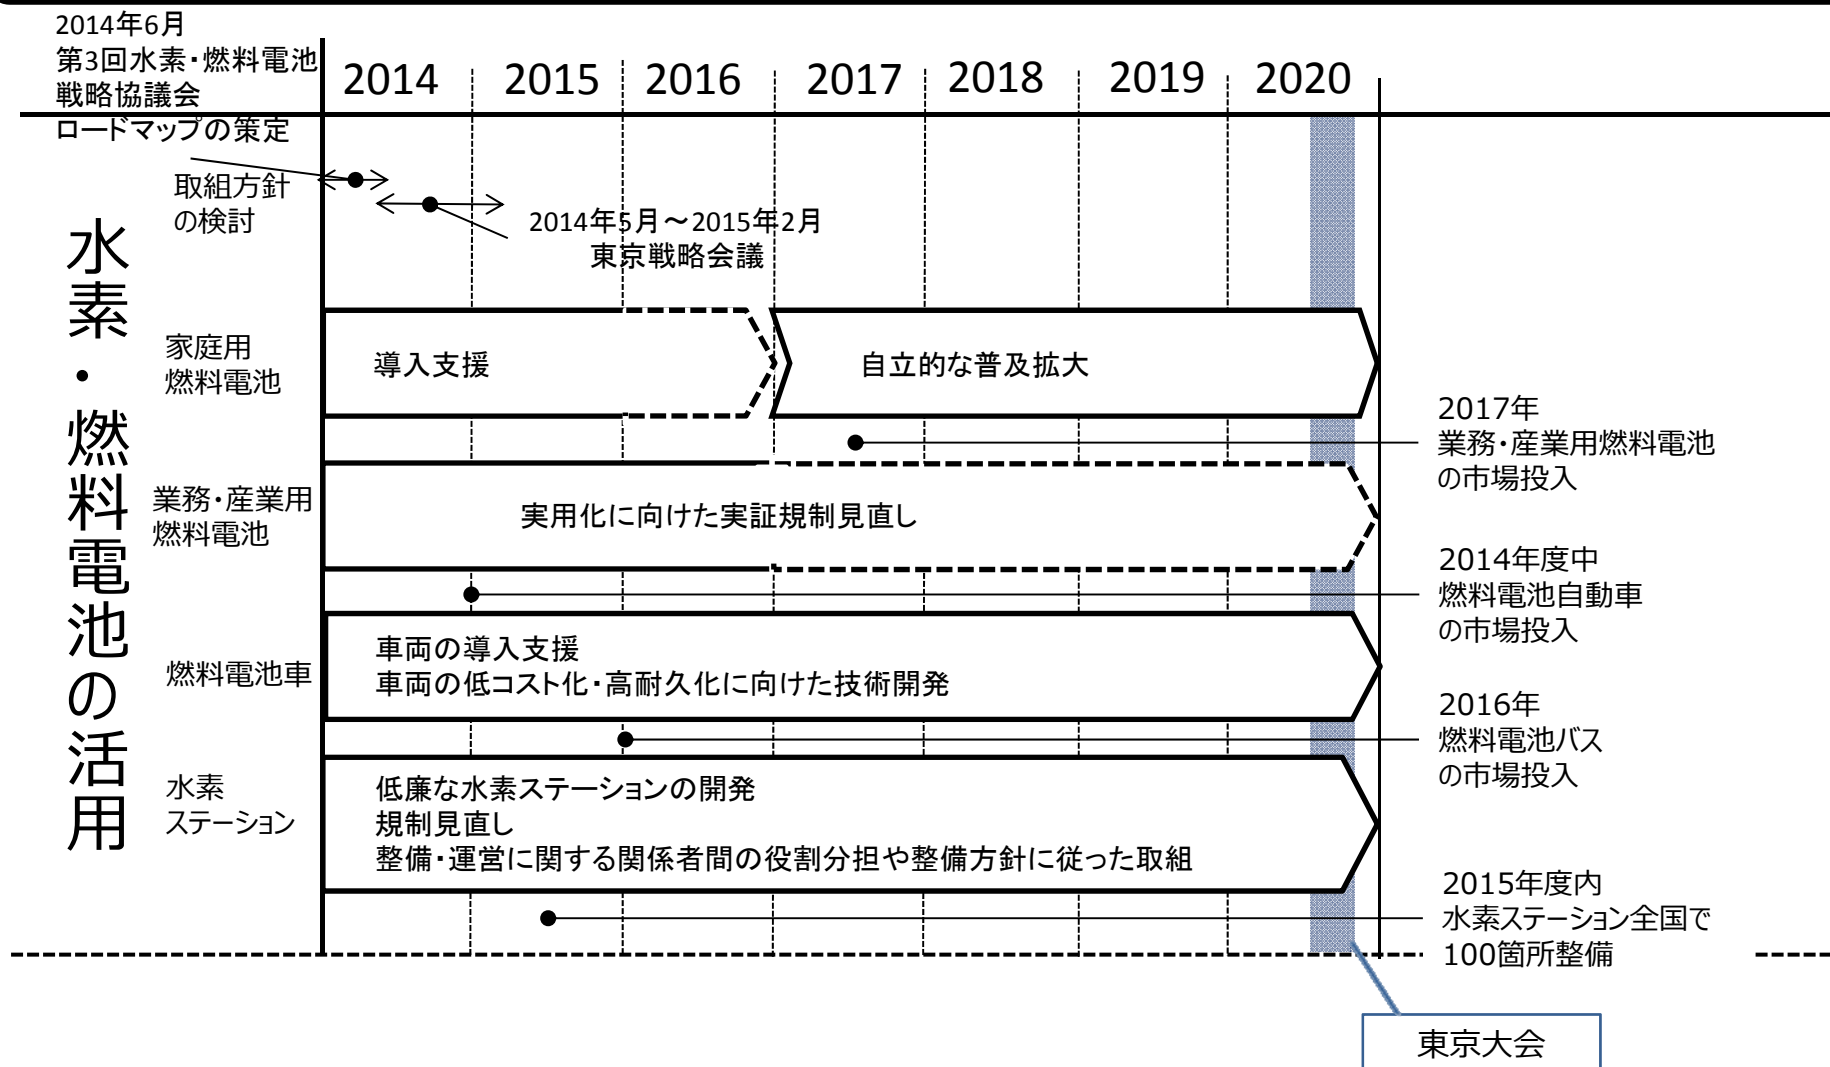 2014年6月
第3回水素・燃料電池
戦略協議会
ロードマップの策定
2014
2015
2016
2017
2018
2019
2020
水素・燃料電池の活用
取組方針
の検討
2014年5月～2015年2月
東京戦略会議
家庭用
燃料電池
導入支援
自立的な普及拡大
2017年
業務・産業用燃料電池
の市場投入
業務・産業用
燃料電池
実用化に向けた実証規制見直し
2014年度中
燃料電池自動車
の市場投入
燃料電池車
車両の導入支援
車両の低コスト化・高耐久化に向けた技術開発
2016年
燃料電池バス
の市場投入
水素
ステーション
低廉な水素ステーションの開発
規制見直し
整備・運営に関する関係者間の役割分担や整備方針に従った取組
2015年度内
水素ステーション全国で
100箇所整備
東京大会